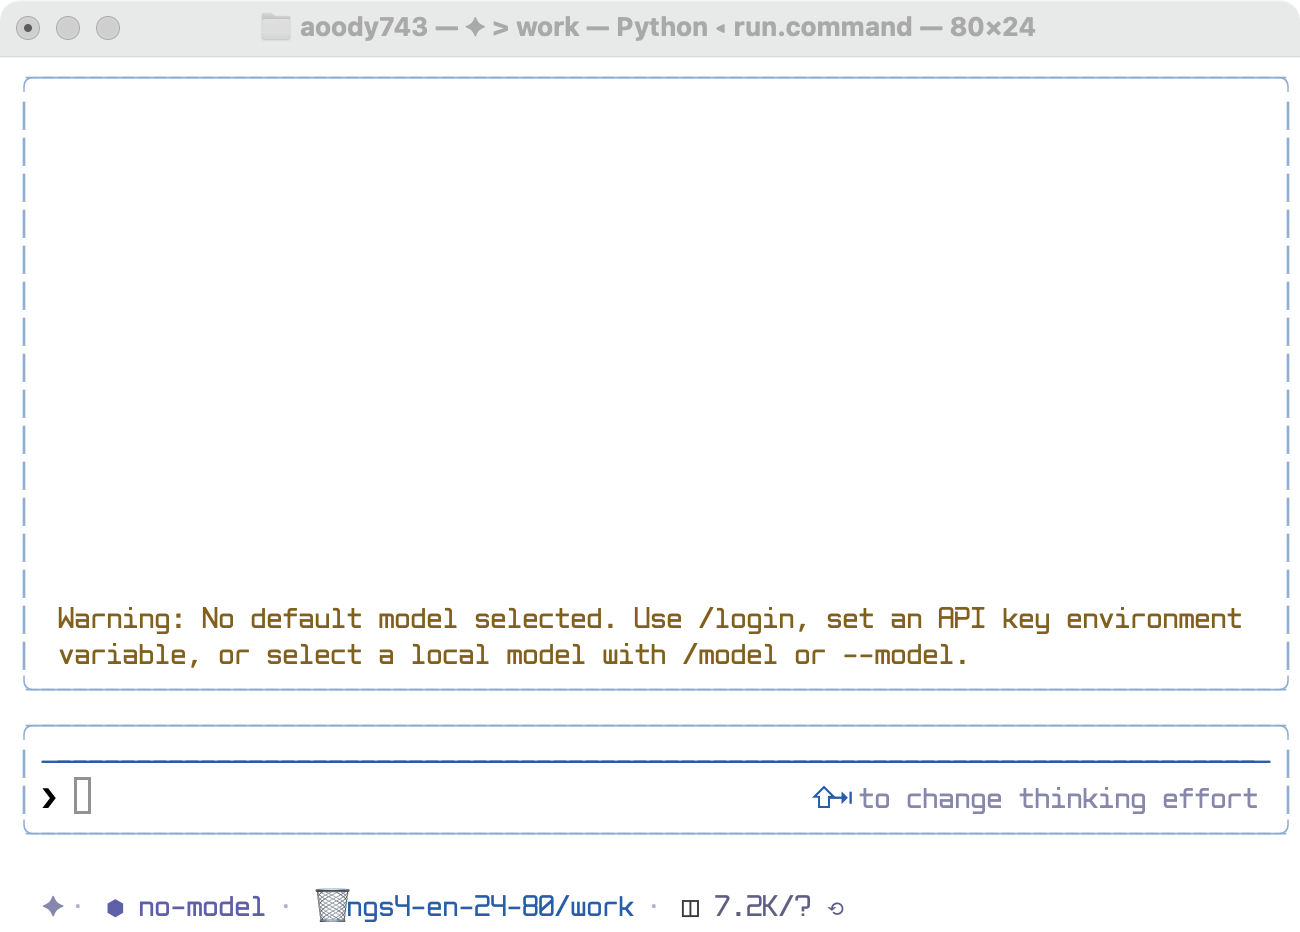 aoody743 — ✦ > work — Python ◂ run.command — 80×24
Warning: No default model selected. Use /login, set an API key environment
variable, or select a local model with /model or --model.
❯ to change thinking effort
✦ · ⬢ no-model · 🗑ngs4-en-24-80/work · ◫ 7.2K/? ⟲